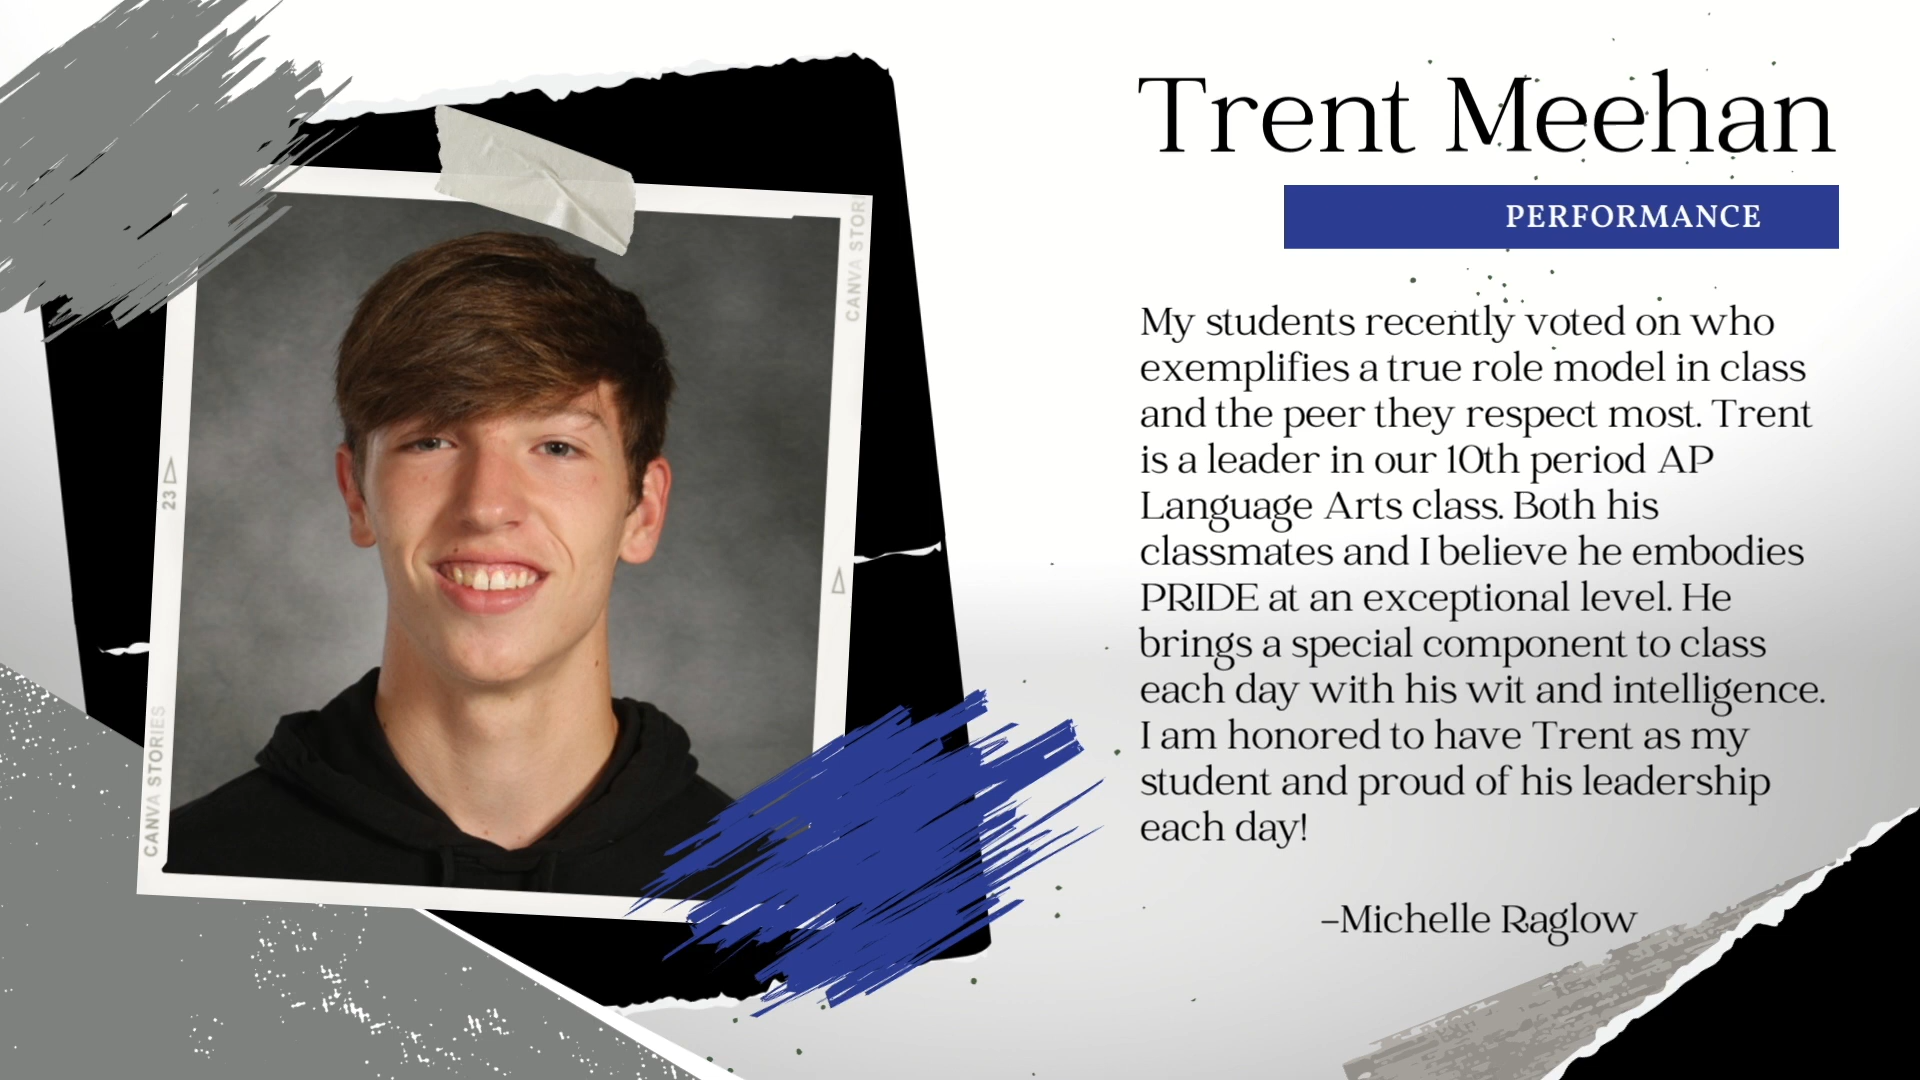 Trent Meehan
PERFORMANCE
My students recently voted on who
exemplifies a true role model in class
and the peer they respect most. Trent
is a leader in our 10th period AP
Language Arts class. Both his
classmates and I believe he embodies
PRIDE at an exceptional level. He
brings a special component to class
each day with his wit and intelligence.
I am honored to have Trent as my
student and proud of his leadership
each day!
–Michelle Raglow
CANVA STOR
23
CANVA STORIES